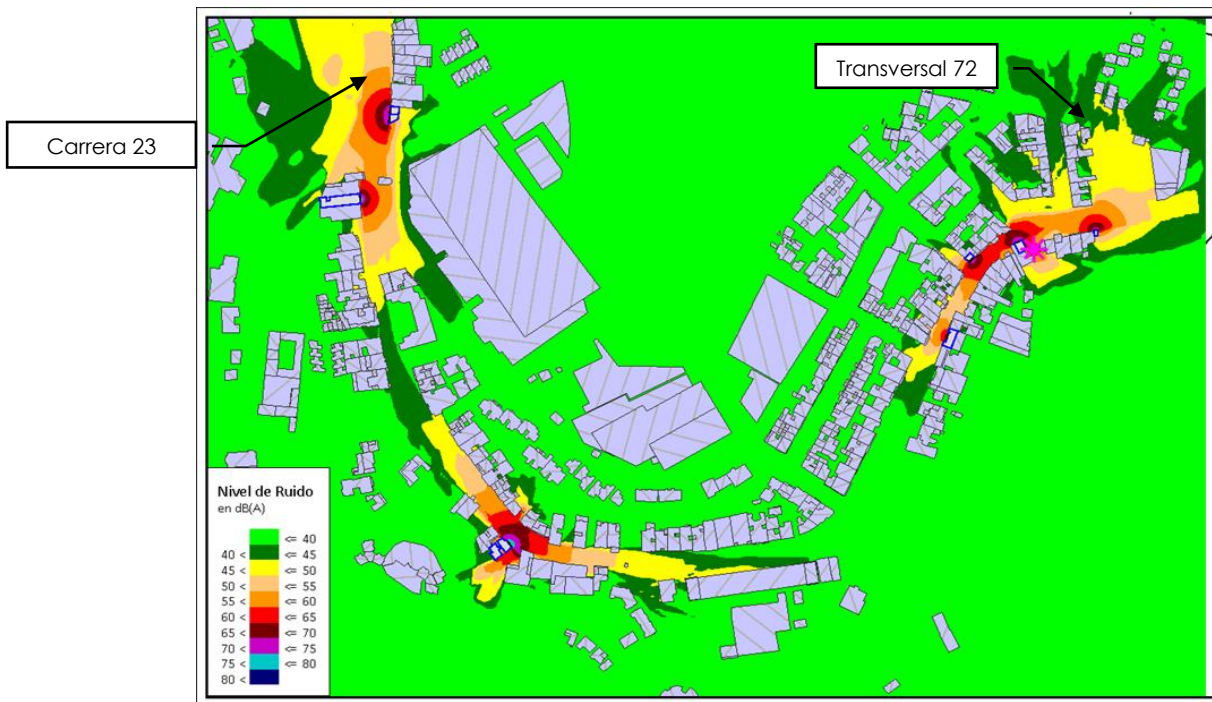 Transversal 72
Carrera 23
Nivel de Ruido
en dB(A)
<= 40
40 < <= 45
45 < <= 50
50 < <= 55
55 < <= 60
60 < <= 65
65 < <= 70
70 < <= 75
75 < <= 80
80 <